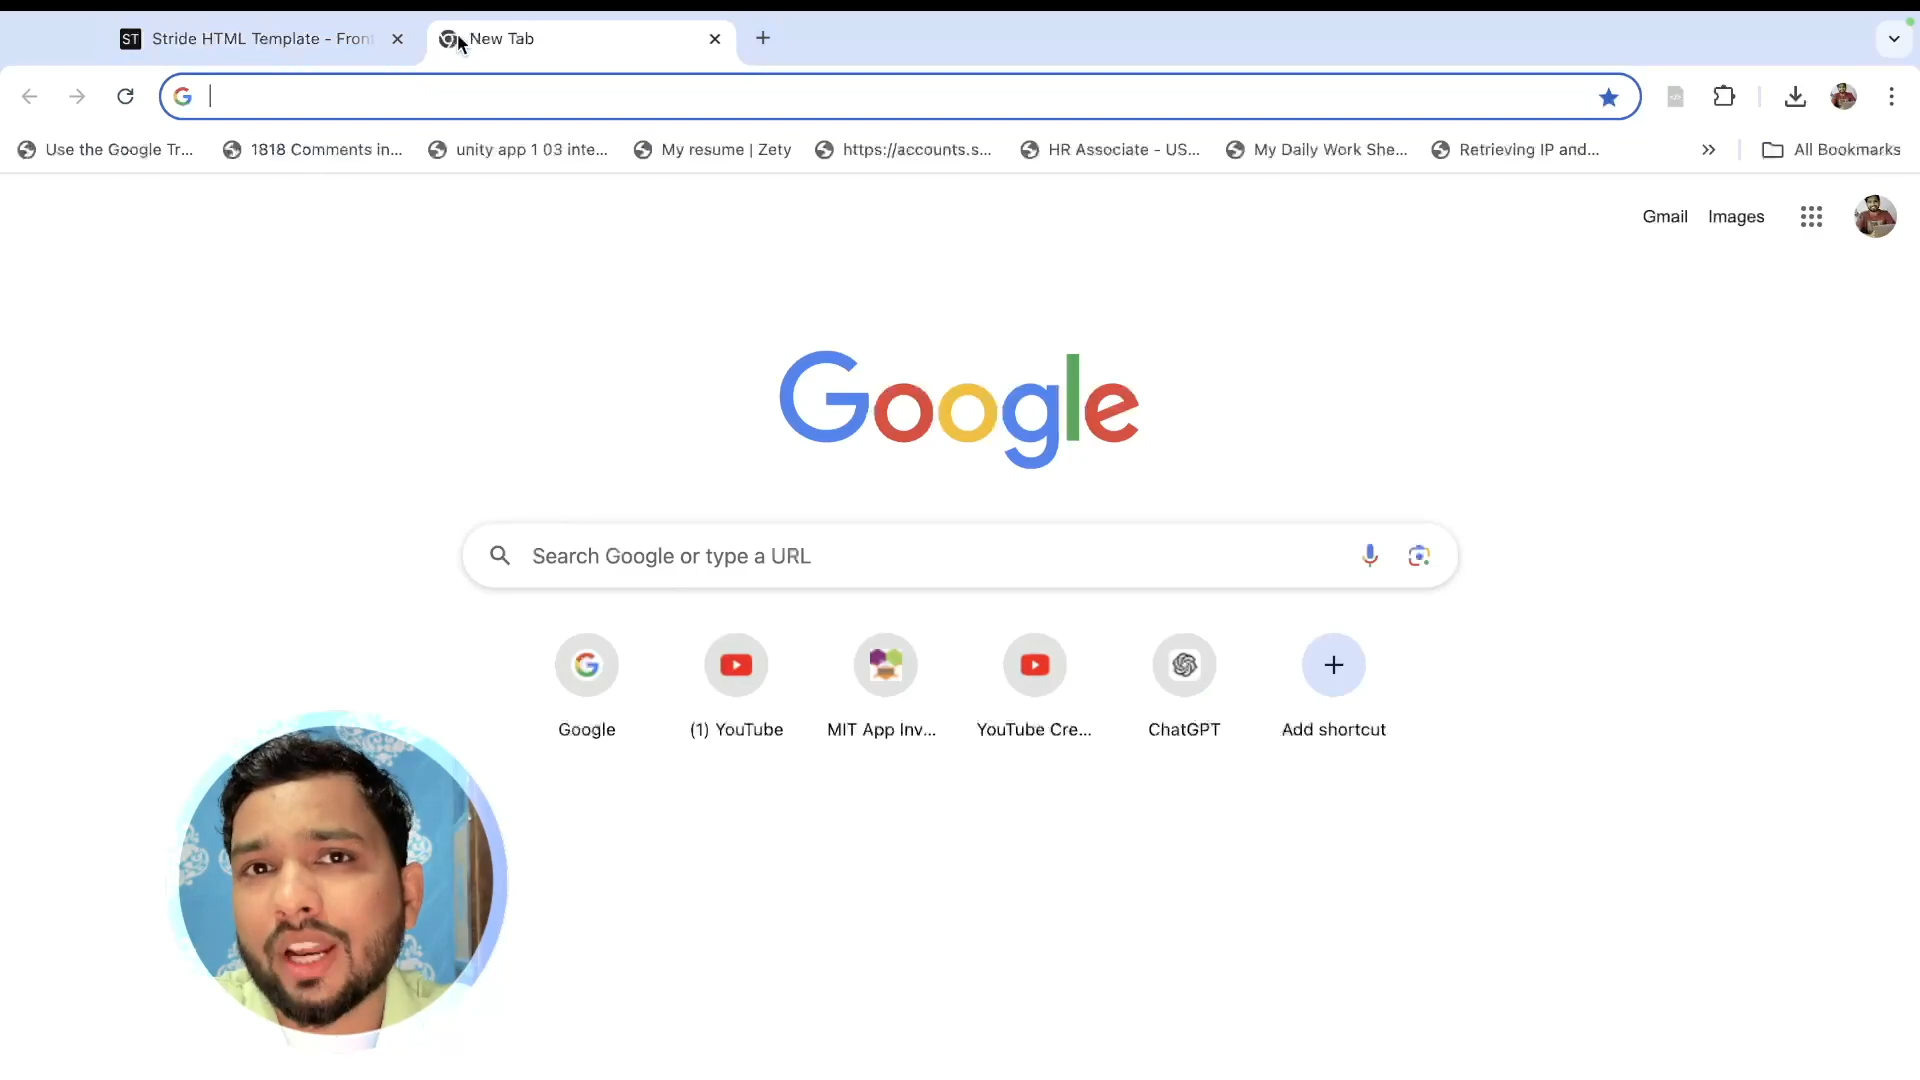 ST Stride HTML Template - Fron
New Tab
Use the Google Tr...
1818 Comments in...
unity app 1 03 inte...
My resume | Zety
https://accounts.s...
HR Associate - US...
My Daily Work She...
Retrieving IP and...
All Bookmarks
Gmail
Images
Google
Search Google or type a URL
Google
(1) YouTube
MIT App Inv...
YouTube Cre...
ChatGPT
Add shortcut